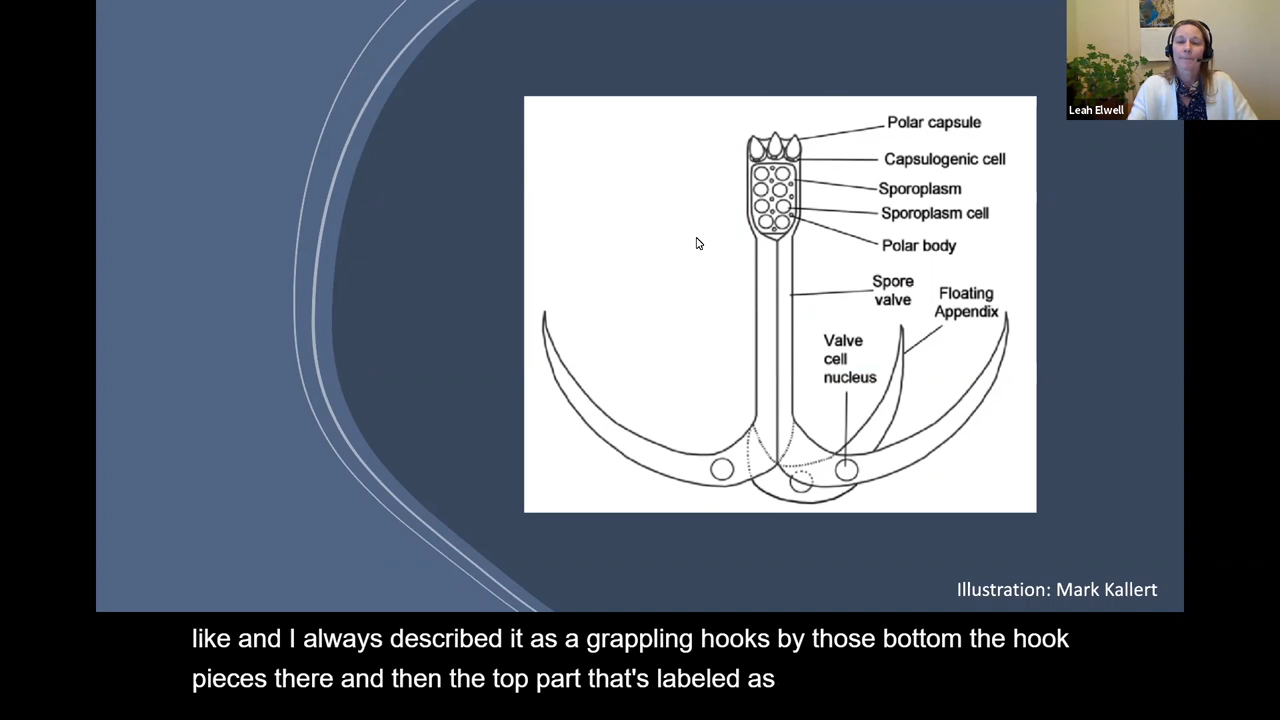 Leah Elwell
Polar capsule
Capsulogenic cell
Sporoplasm
Sporoplasm cell
Polar body
Spore
valve
Floating
Appendix
Valve
cell
nucleus
Illustration: Mark Kallert
like and I always described it as a grappling hooks by those bottom the hook
pieces there and then the top part that's labeled as